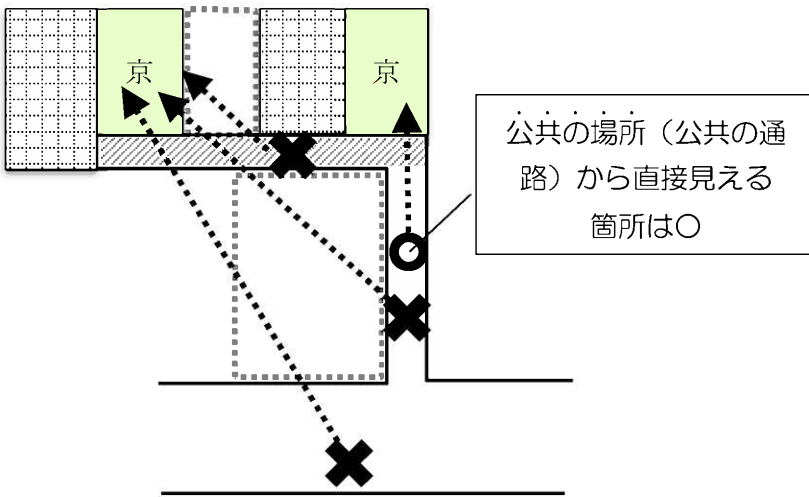 京
京
公共の場所（公共の通
路）から直接見える
箇所は〇